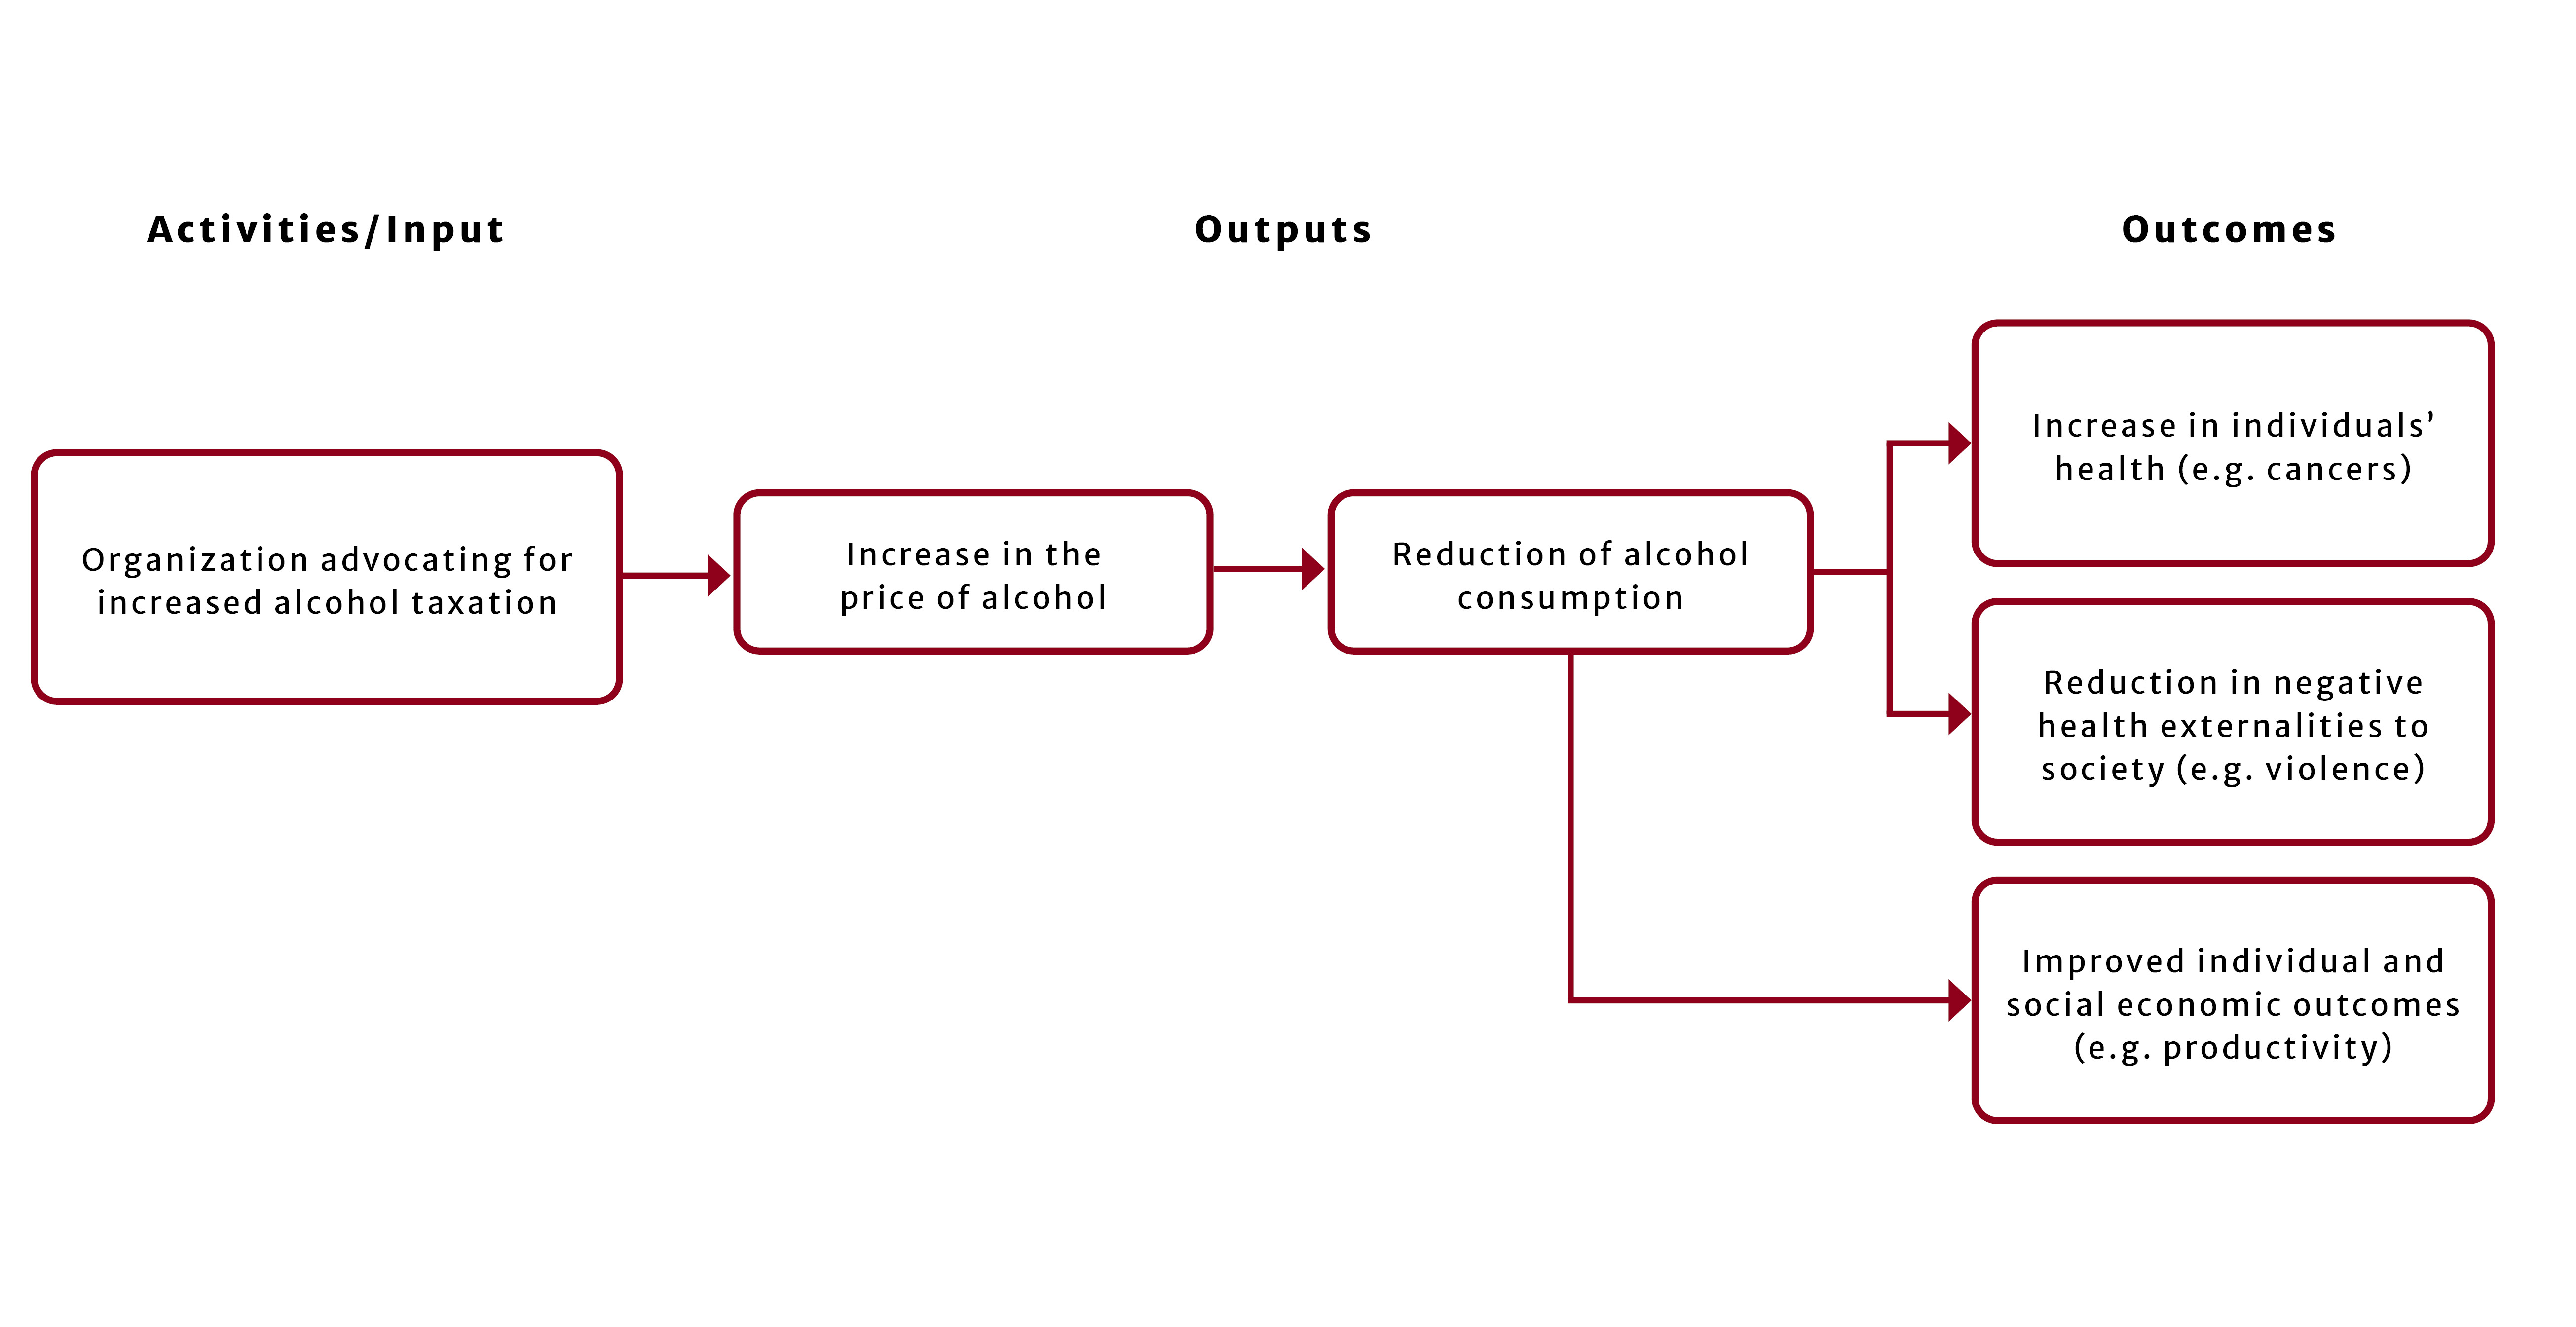 Activities/Input
Outputs
Outcomes
Organization advocating for
increased alcohol taxation
Increase in the
price of alcohol
Reduction of alcohol
consumption
Increase in individuals’
health (e.g. cancers)
Reduction in negative
health externalities to
society (e.g. violence)
Improved individual and
social economic outcomes
(e.g. productivity)